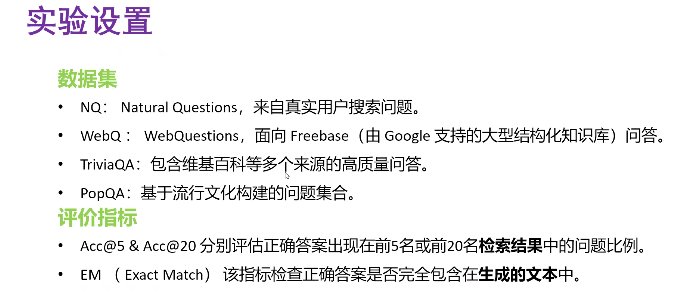 实验设置
数据集
• NQ： Natural Questions，来自真实用户搜索问题。
• WebQ ： WebQuestions，面向 Freebase（由 Google 支持的大型结构化知识库）问答。
• TriviaQA：包含维基百科等多个来源的高质量问答。
• PopQA：基于流行文化构建的问题集合。
评价指标
• Acc@5 & Acc@20 分别评估正确答案出现在前5名或前20名检索结果中的问题比例。
• EM （ Exact Match） 该指标检查正确答案是否完全包含在生成的文本中。